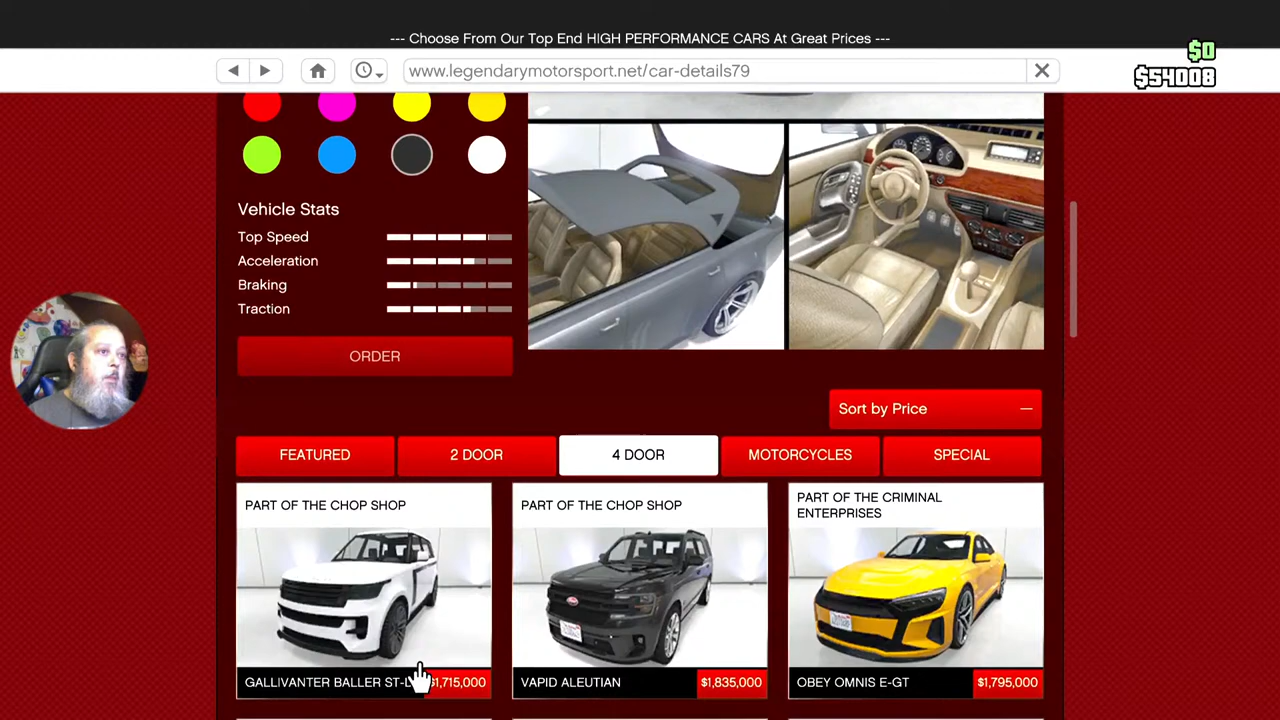 --- Choose From Our Top End HIGH PERFORMANCE CARS At Great Prices ---
$0
$54008
www.legendarymotorsport.net/car-details79
Vehicle Stats
Top Speed
Acceleration
Braking
Traction
ORDER
Sort by Price
FEATURED
2 DOOR
4 DOOR
MOTORCYCLES
SPECIAL
PART OF THE CHOP SHOP
PART OF THE CHOP SHOP
PART OF THE CRIMINAL
ENTERPRISES
GALLIVANTER BALLER ST-
1,715,000
VAPID ALEUTIAN
$1,835,000
OBEY OMNIS E-GT
$1,795,000